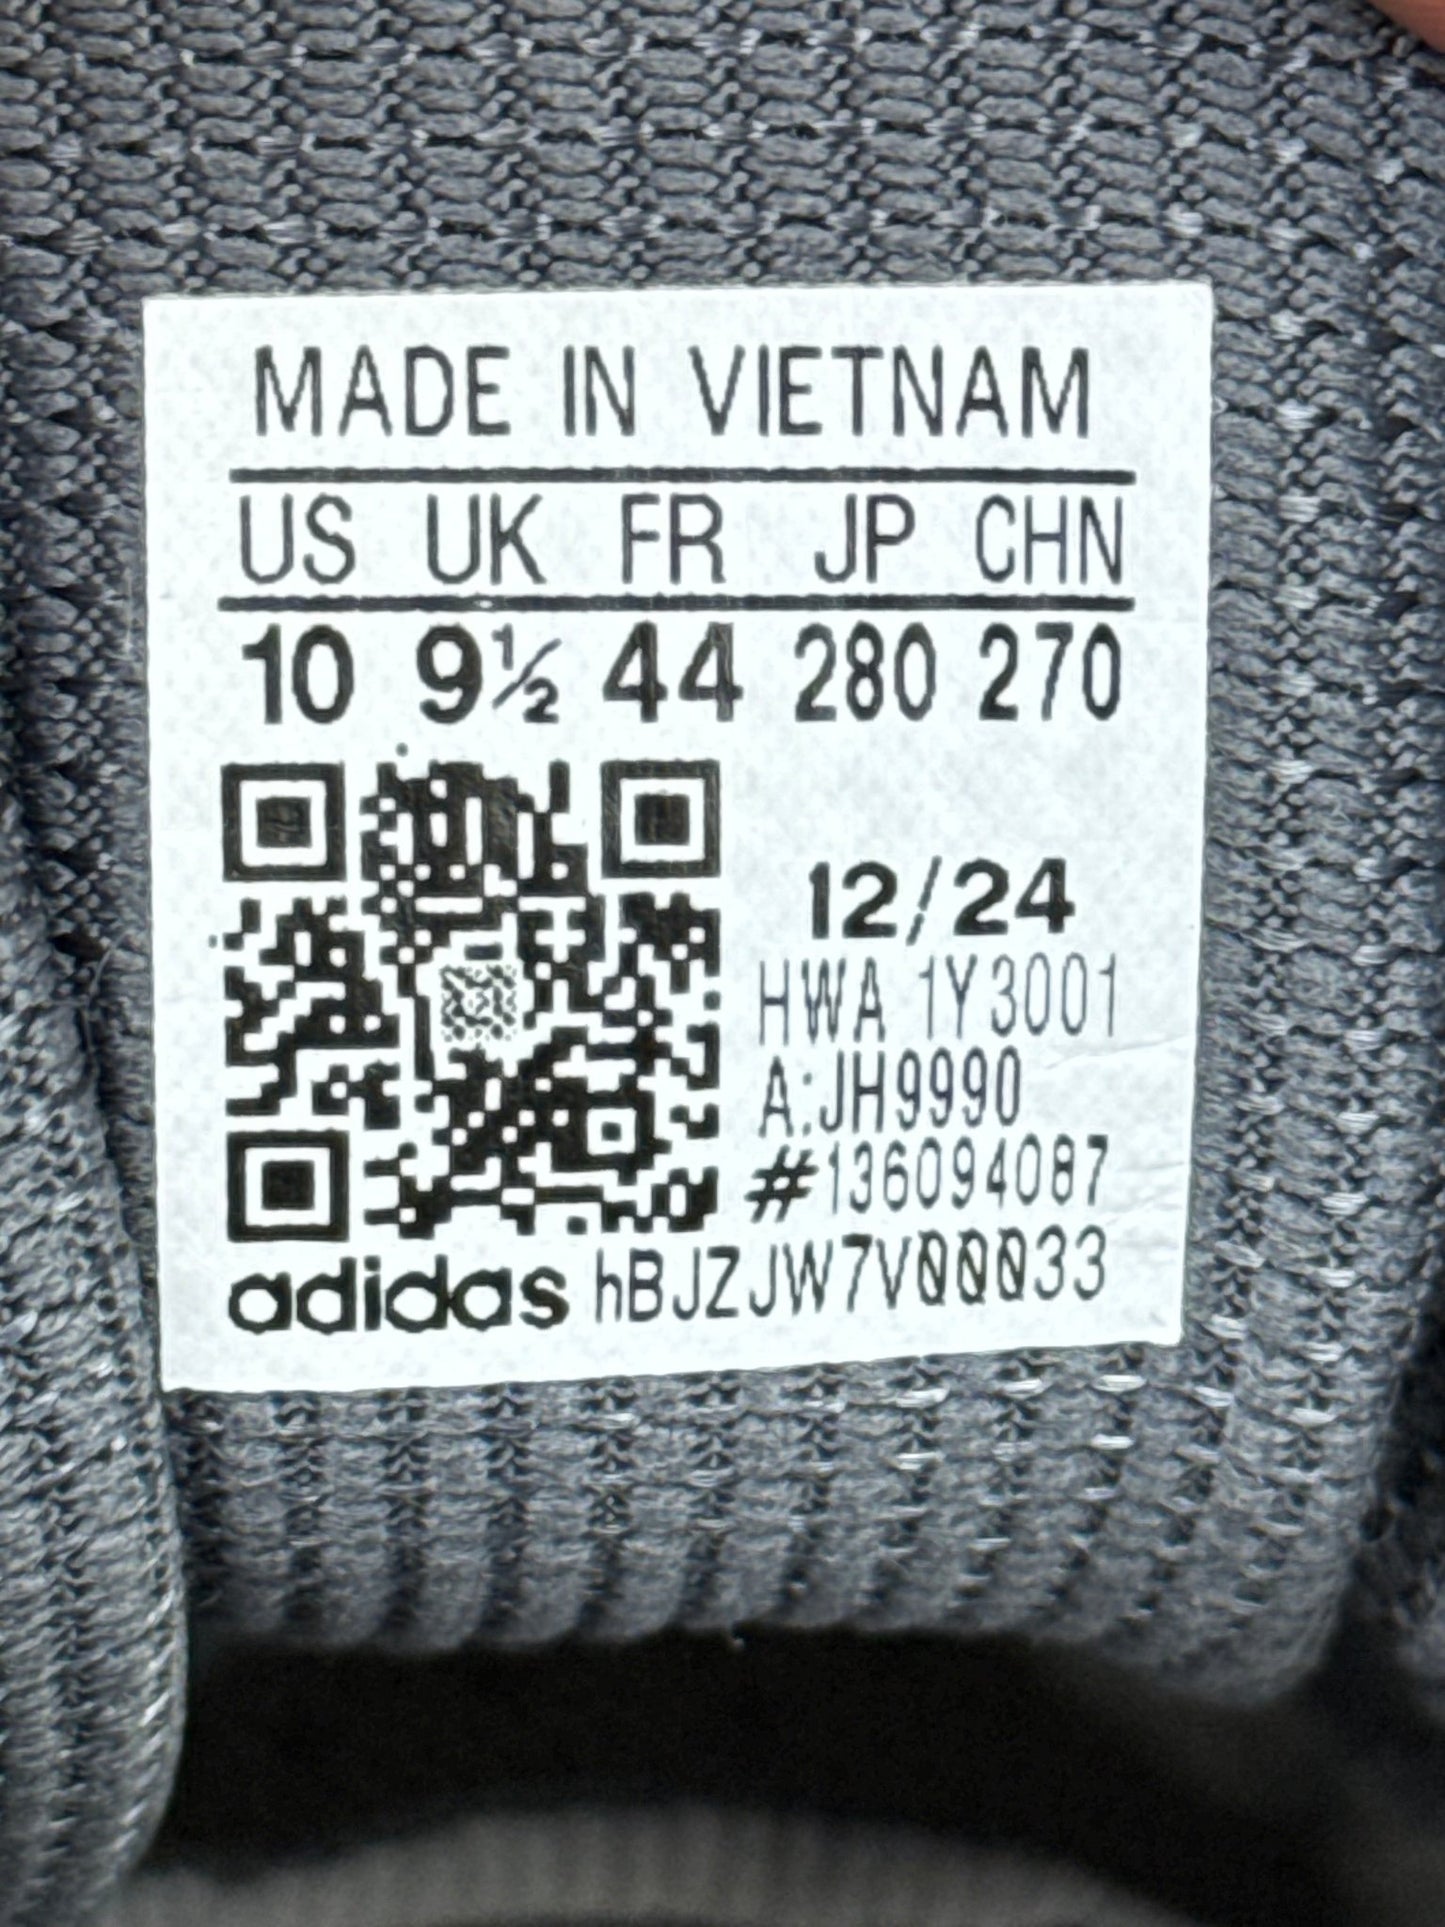 MADE IN VIETNAM
US UK FR JP CHN
10 9½ 44 280 270
12/24
HWA 1Y3001
A:JH9990
#136094087
adidas hBJZJW7V00033